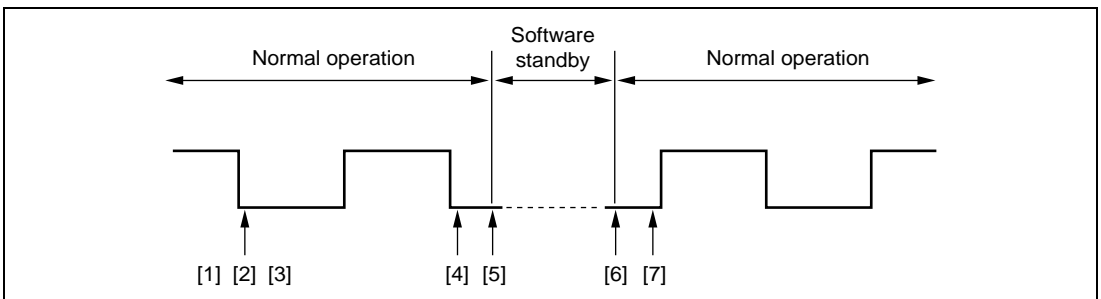 Software
standby
Normal operation
Normal operation
[1] [2] [3]
[4] [5]
[6] [7]